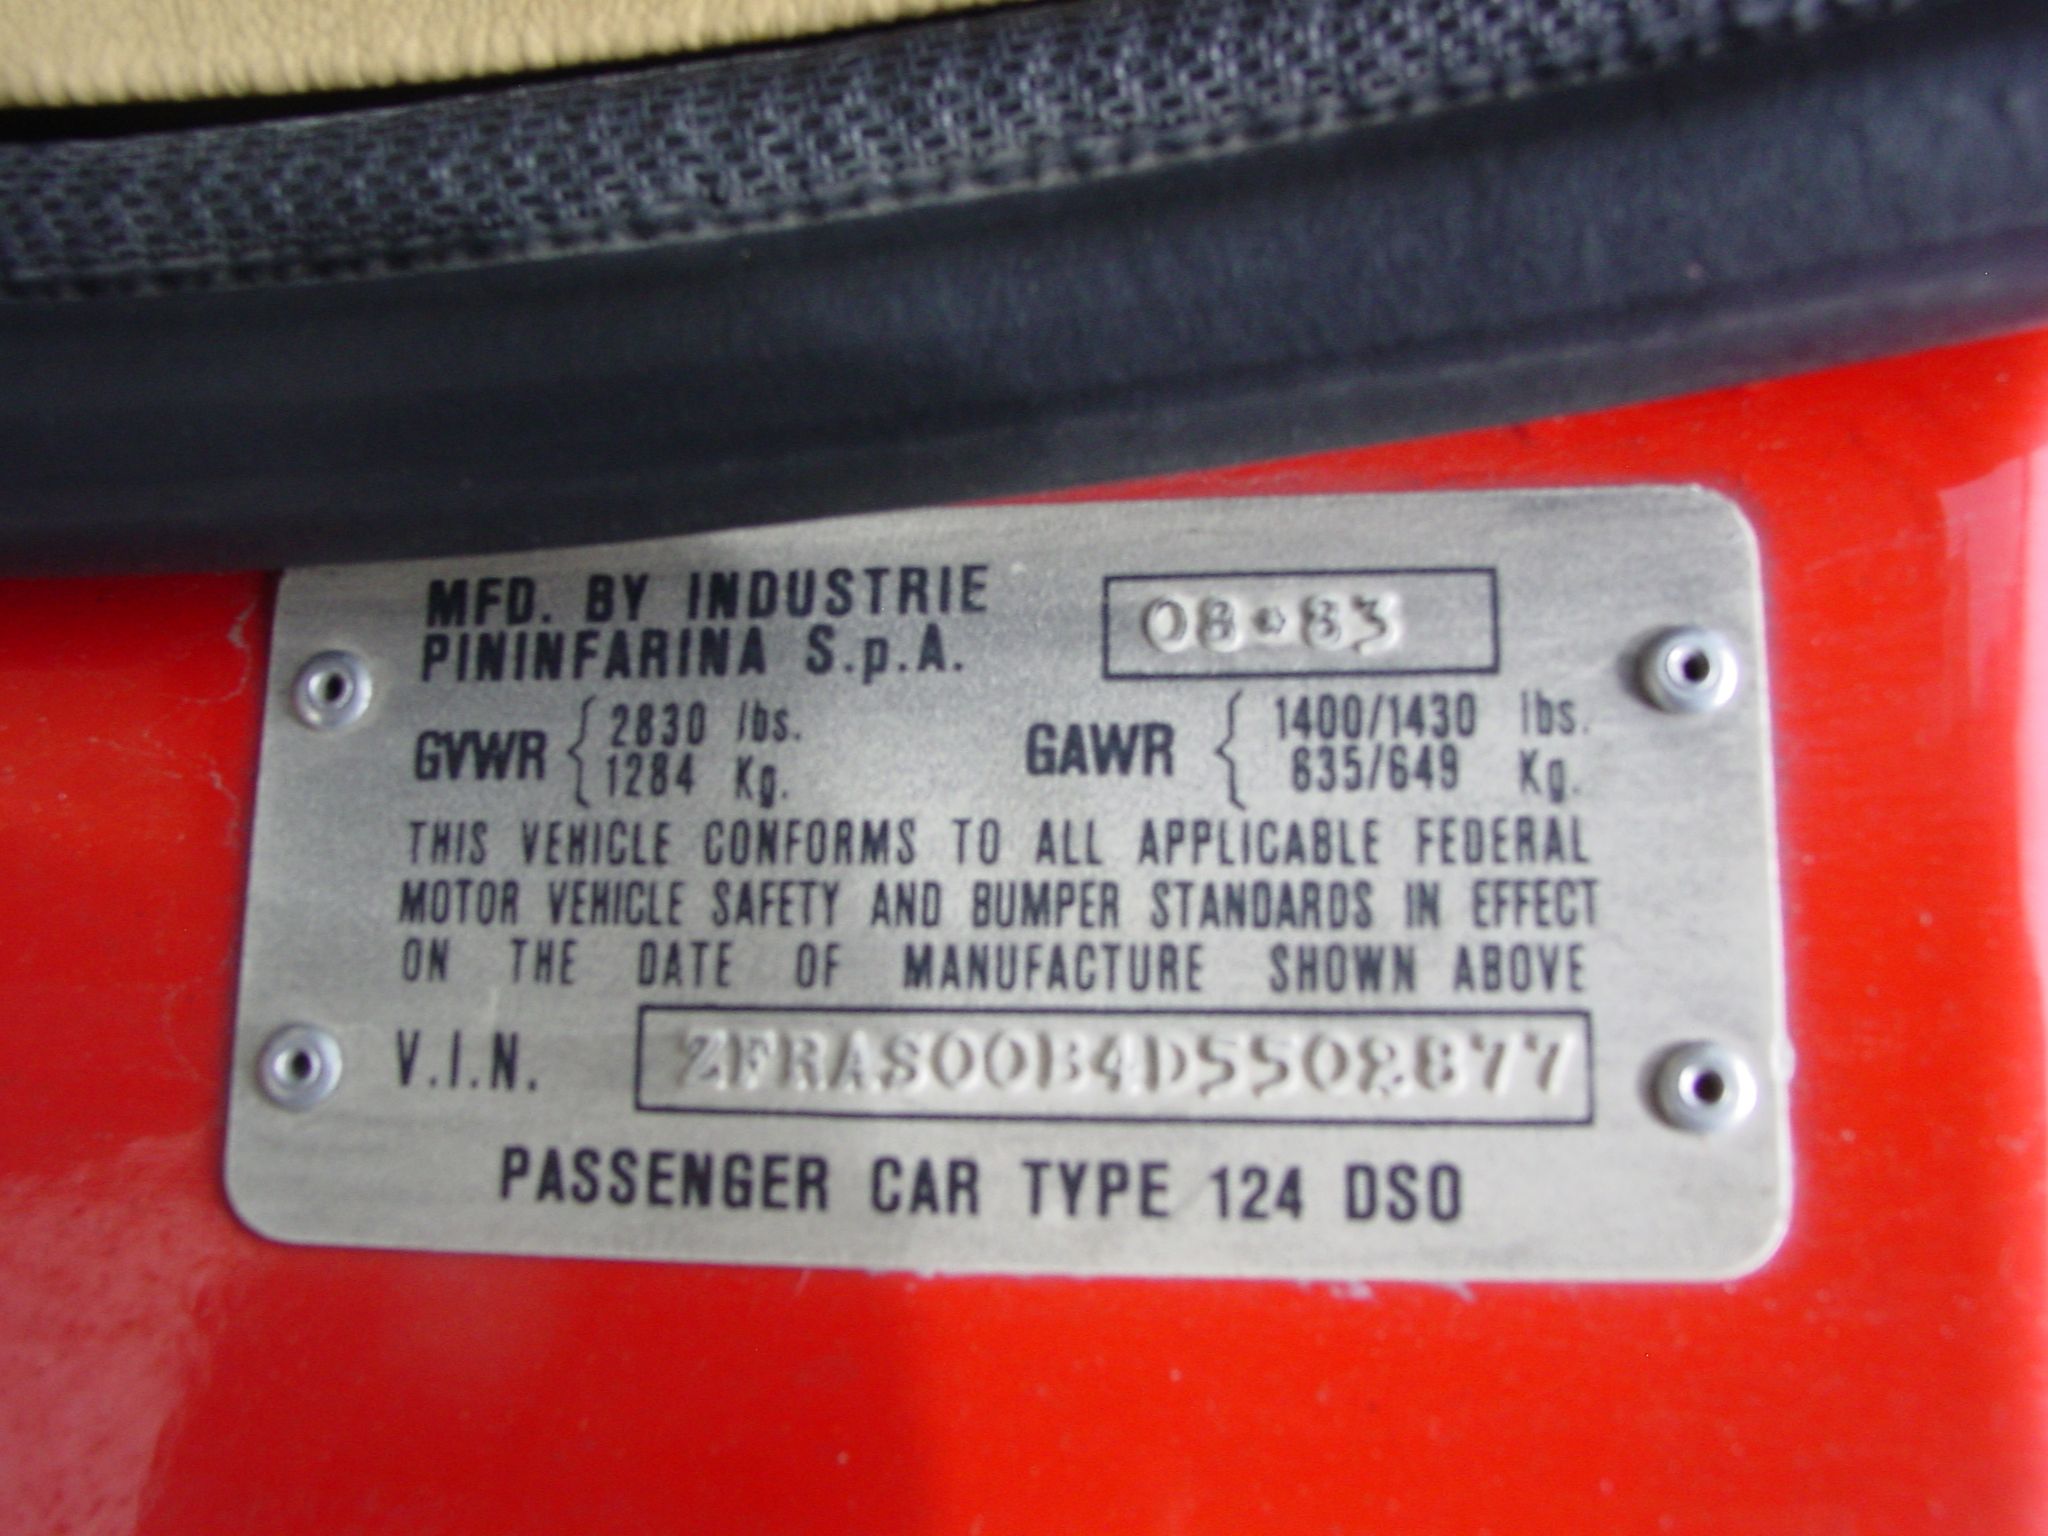 MFD. BY INDUSTRIE
PININFARINA S.p.A.
08•83
GVWR { 2830 lbs.
1284 Kg.
GAWR { 1400/1430 lbs.
635/649 Kg.
THIS VEHICLE CONFORMS TO ALL APPLICABLE FEDERAL
MOTOR VEHICLE SAFETY AND BUMPER STANDARDS IN EFFECT
ON THE DATE OF MANUFACTURE SHOWN ABOVE
V.I.N. ZFRAS00B4D5502877
PASSENGER CAR TYPE 124 DS0